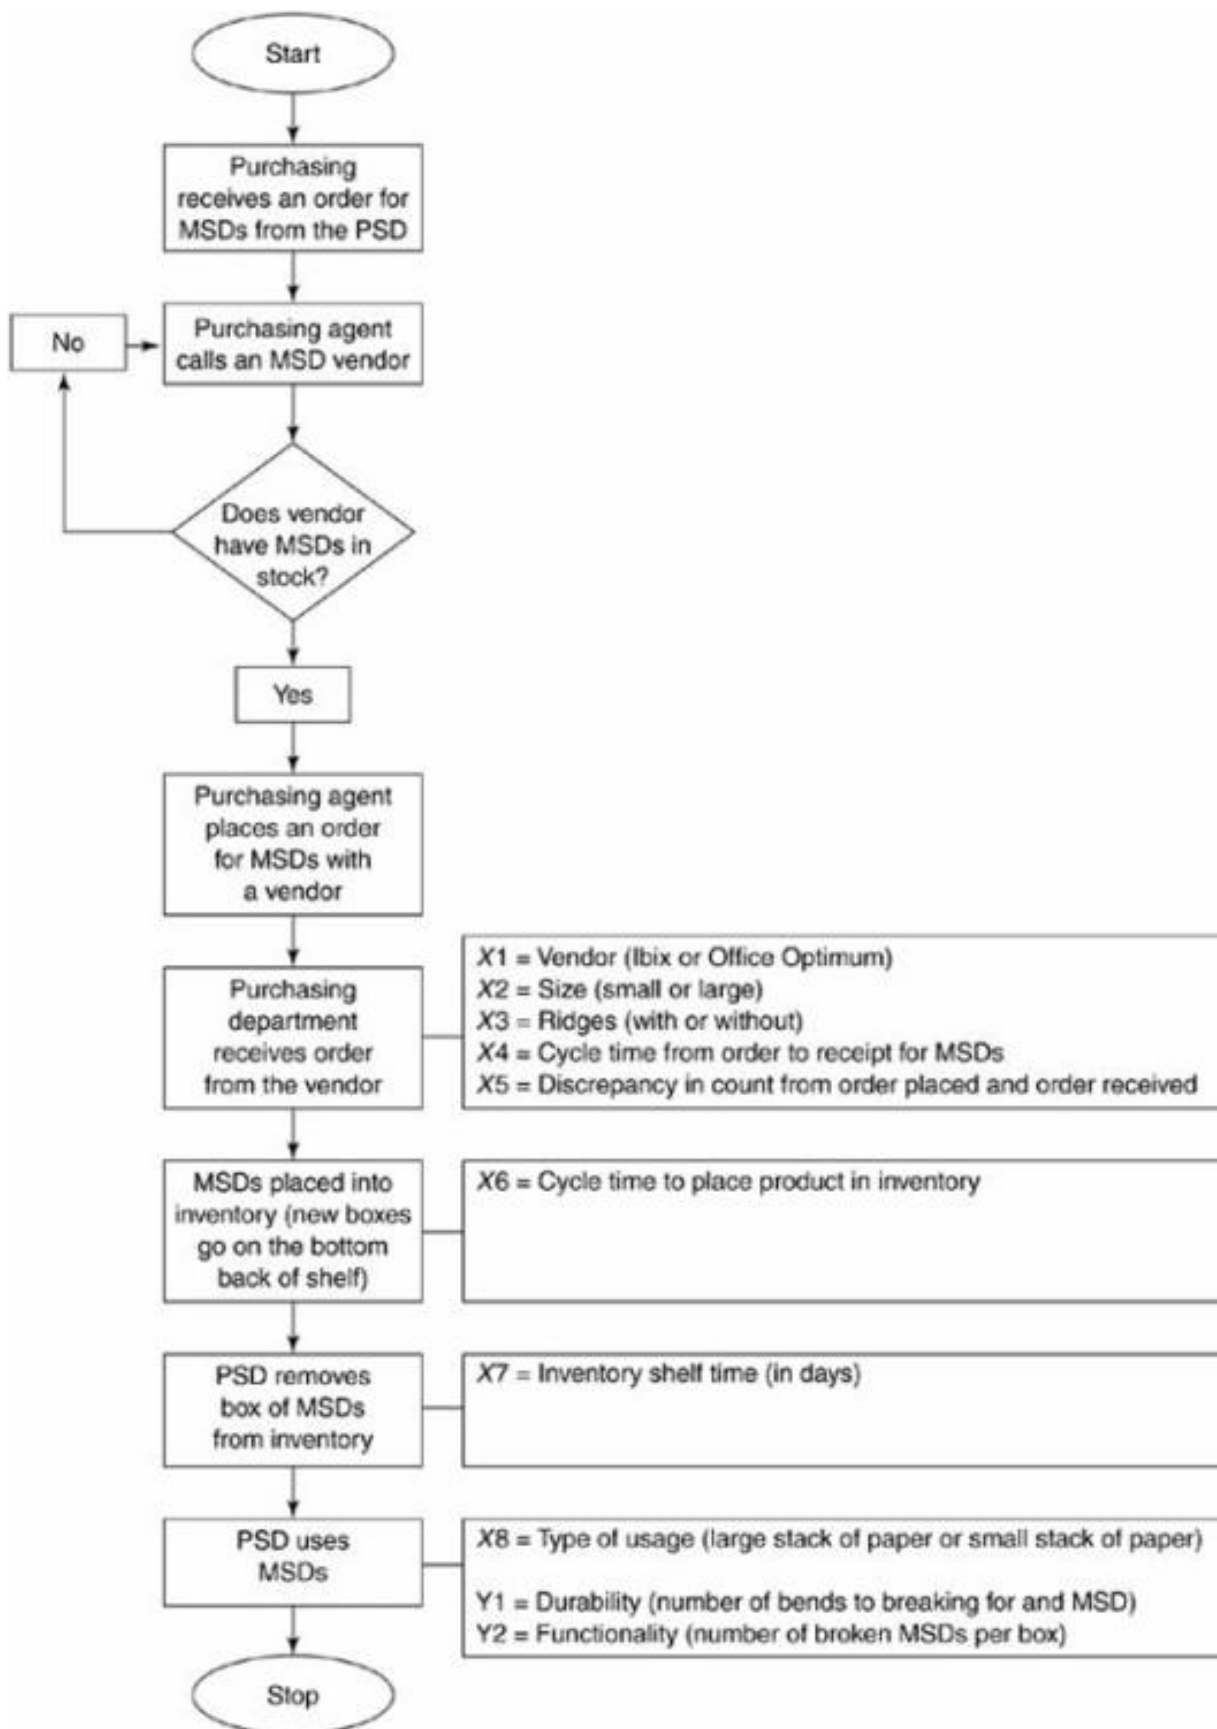 Start
Purchasing
receives an order for
MSDs from the PSD
No
Purchasing agent
calls an MSD vendor
Does vendor
have MSDs in
stock?
Yes
Purchasing agent
places an order
for MSDs with
a vendor
Purchasing
department
receives order
from the vendor
X1 = Vendor (Ibix or Office Optimum)
X2 = Size (small or large)
X3 = Ridges (with or without)
X4 = Cycle time from order to receipt for MSDs
X5 = Discrepancy in count from order placed and order received
MSDs placed into
inventory (new boxes
go on the bottom
back of shelf)
X6 = Cycle time to place product in inventory
PSD removes
box of MSDs
from inventory
X7 = Inventory shelf time (in days)
PSD uses
MSDs
X8 = Type of usage (large stack of paper or small stack of paper)
Y1 = Durability (number of bends to breaking for and MSD)
Y2 = Functionality (number of broken MSDs per box)
Stop